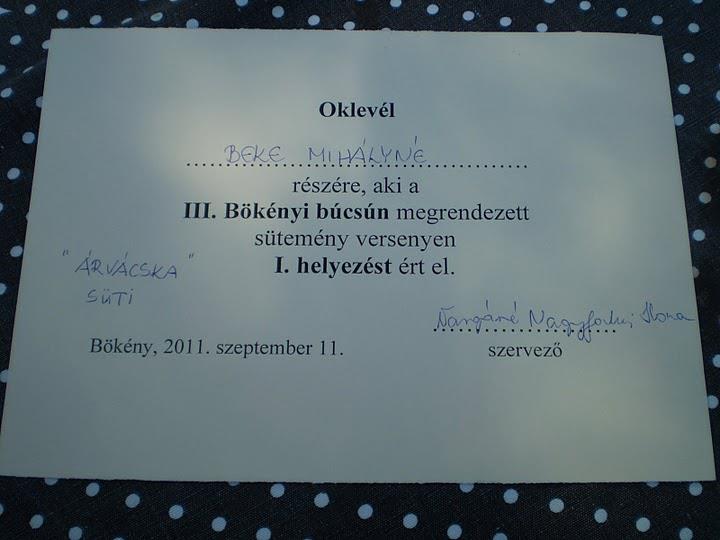 Oklevél
BEKE MIHÁLYNÉ
részére, aki a
III. Bökényi búcsún megrendezett
sütemény versenyen
I. helyezést ért el.
"ÁRVÁCSKA"
SÜTI
Ilona
Bökény, 2011. szeptember 11.
szervező